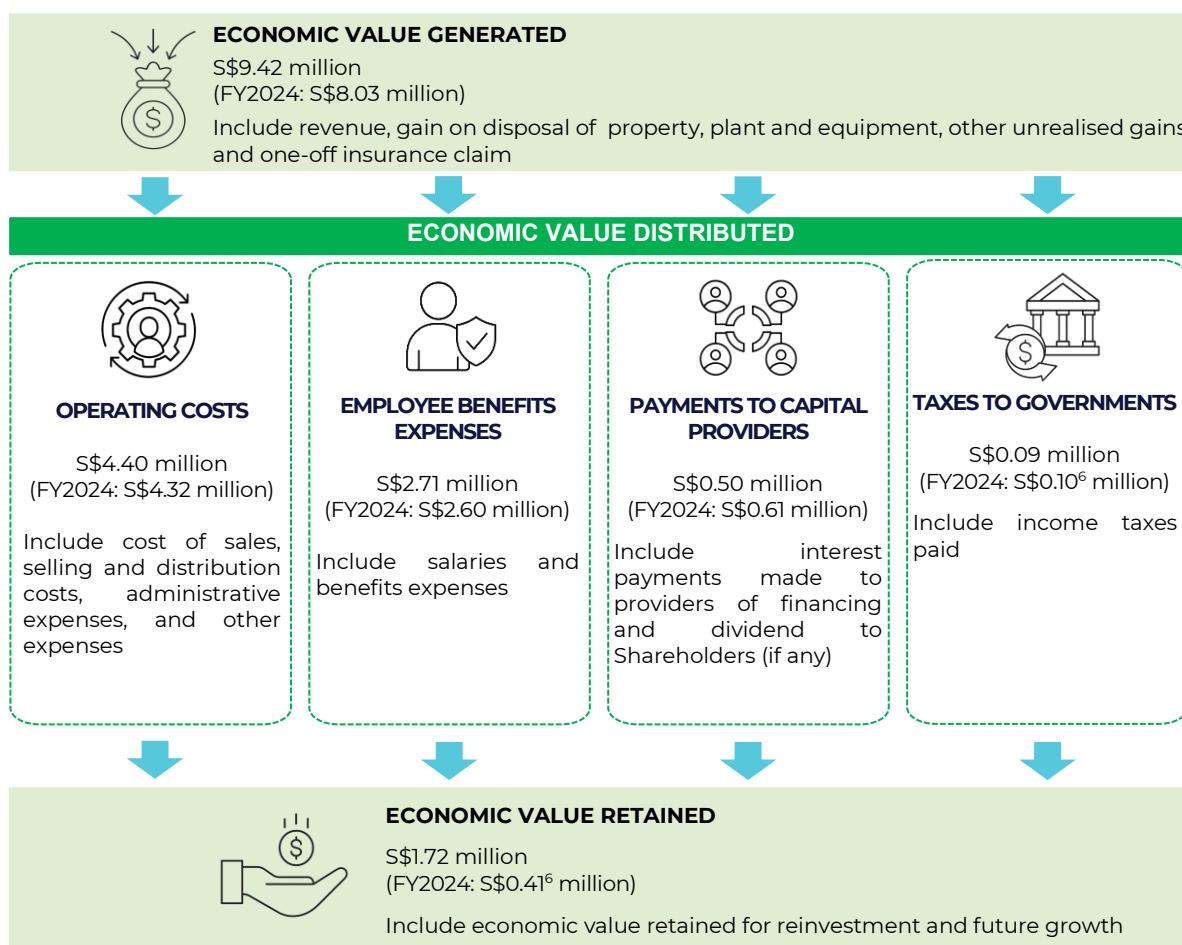 ECONOMIC VALUE GENERATED
S$9.42 million
(FY2024: S$8.03 million)
Include revenue, gain on disposal of property, plant and equipment, other unrealised gains
and one-off insurance claim
ECONOMIC VALUE DISTRIBUTED
OPERATING COSTS
S$4.40 million
(FY2024: S$4.32 million)
Include cost of sales,
selling and distribution
costs, administrative
expenses, and other
expenses
EMPLOYEE BENEFITS
EXPENSES
S$2.71 million
(FY2024: S$2.60 million)
Include salaries and
benefits expenses
PAYMENTS TO CAPITAL
PROVIDERS
S$0.50 million
(FY2024: S$0.61 million)
Include interest
payments made to
providers of financing
and dividend to
Shareholders (if any)
TAXES TO GOVERNMENTS
S$0.09 million
(FY2024: S$0.10⁶ million)
Include income taxes
paid
ECONOMIC VALUE RETAINED
S$1.72 million
(FY2024: S$0.41⁶ million)
Include economic value retained for reinvestment and future growth